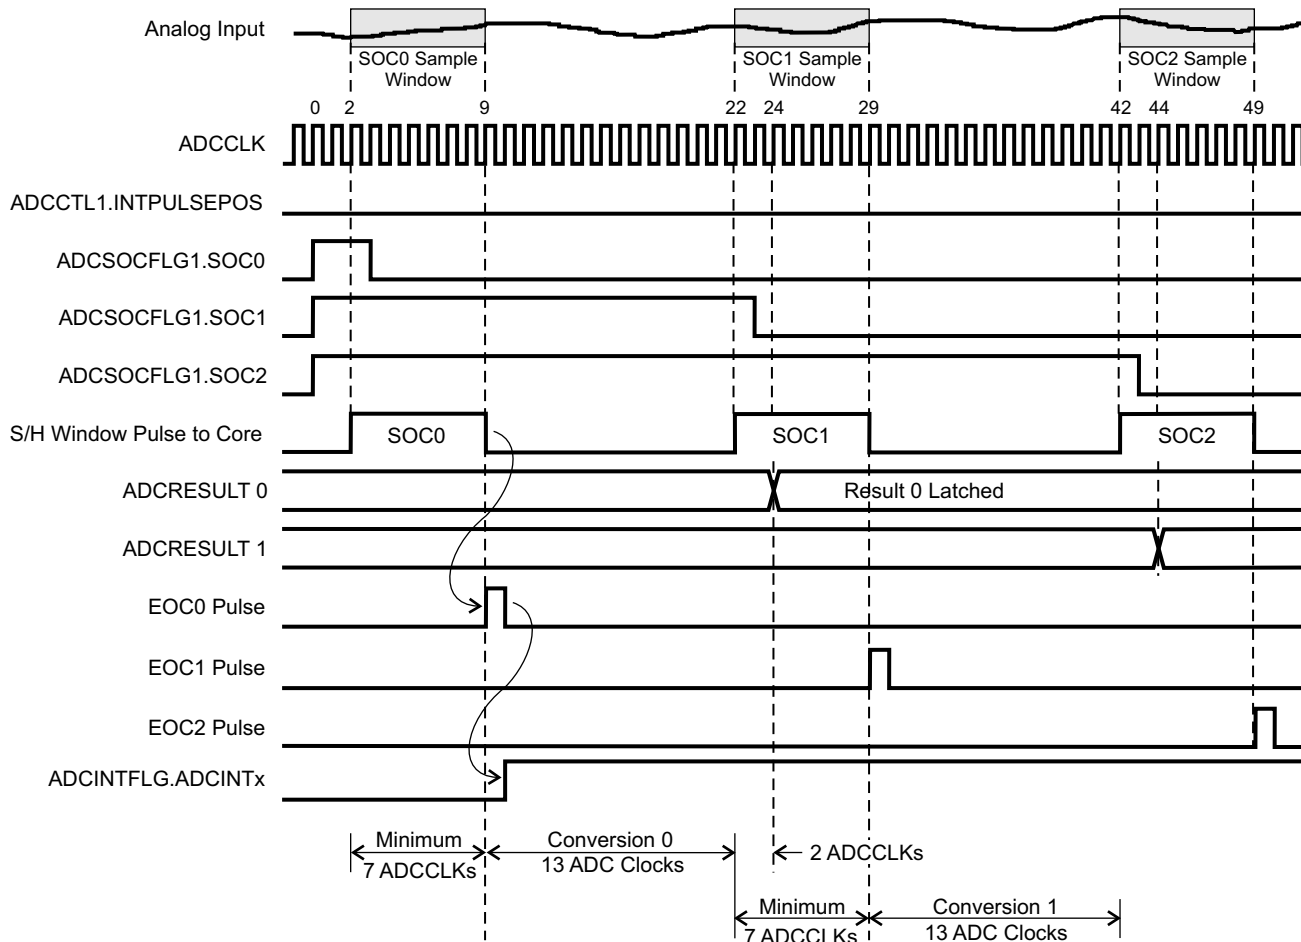 Analog Input
SOC0 Sample
Window
SOC1 Sample
Window
SOC2 Sample
Window
0 2 9 22 24 29 42 44 49
ADCCLK
ADCCTL1.INTPULSEPOS
ADCSOCFLG1.SOC0
ADCSOCFLG1.SOC1
ADCSOCFLG1.SOC2
S/H Window Pulse to Core SOC0 SOC1 SOC2
ADCRESULT 0 Result 0 Latched
ADCRESULT 1
EOC0 Pulse
EOC1 Pulse
EOC2 Pulse
ADCINTFLG.ADCINTx
Minimum
7 ADCCLKs
Conversion 0
13 ADC Clocks
2 ADCCLKs
Minimum
7 ADCCLKs
Conversion 1
13 ADC Clocks